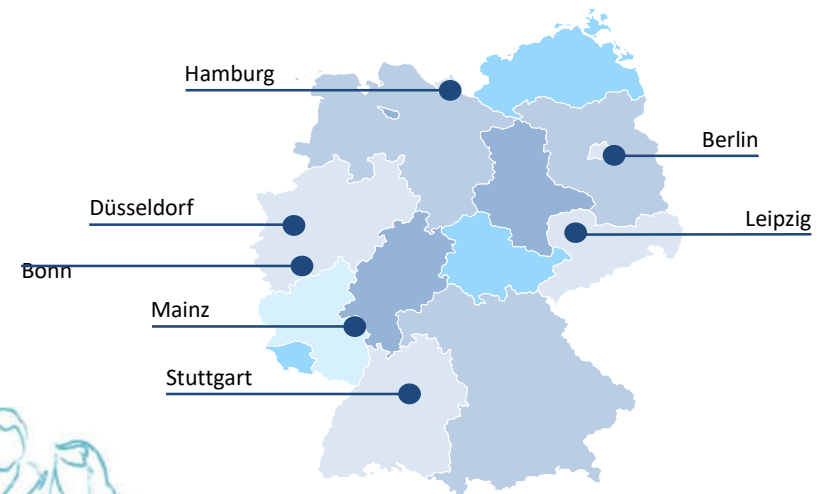 Hamburg
Berlin
Düsseldorf
Leipzig
Bonn
Mainz
Stuttgart